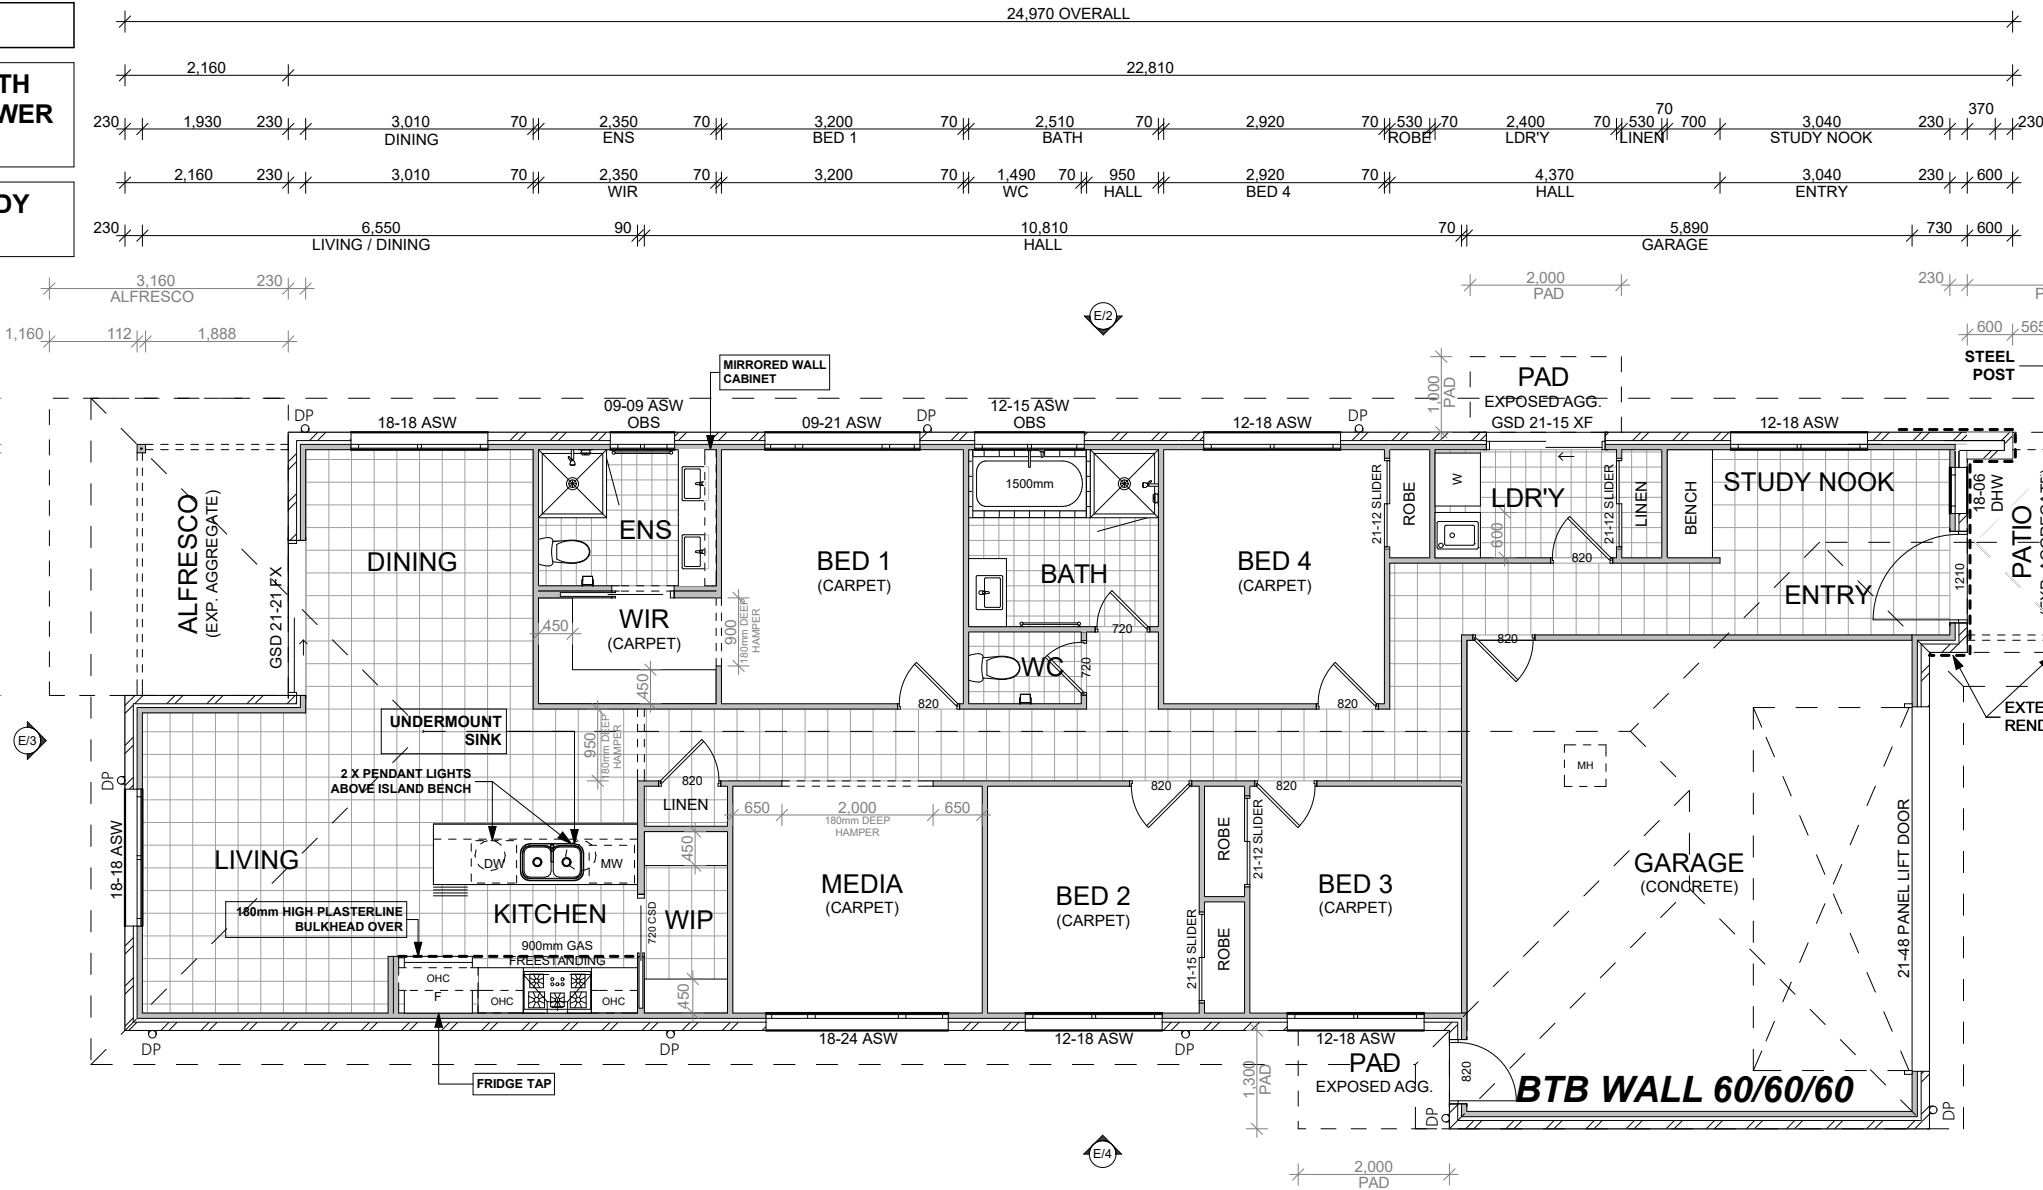 24,970 OVERALL
2,160 22,810
TH
WER
230 1,930 230 3,010 70 2,350 70 3,200 70 2,510 70 2,920 70 530 70 2,400 70 530 70 700 3,040 230 370 230
DINING ENS BED 1 BATH ROBE LDR'Y LINEN STUDY NOOK
2,160 230 3,010 70 2,350 70 3,200 70 1,490 70 950 2,920 70 4,370 3,040 230 600
WIR WC HALL BED 4 HALL ENTRY
DY
230 6,550 90 10,810 70 5,890 730 600
LIVING / DINING HALL GARAGE
3,160 230 2,000 230
ALFRESCO PAD P
1,160 112 1,888 600 565
E/2
STEEL
POST
MIRRORED WALL
CABINET
1,000
PAD
PAD
EXPOSED AGG.
GSD 21-15 XF
DP 18-18 ASW
09-09 ASW
OBS
09-21 ASW DP
12-15 ASW
OBS
12-18 ASW DP
12-18 ASW
ALFRESCO
(EXP. AGGREGATE)
GSD 21-21 FX
DINING
ENS
WIR
(CARPET)
450
450
900
180mm DEEP
HAMPER
BED 1
(CARPET)
820
1500mm
BATH
720
WC
720
BED 4
(CARPET)
820
21-12 SLIDER
ROBE
W
LDR'Y
600
820
21-12 SLIDER
LINEN
BENCH
STUDY NOOK
18-06
DHW
PATIO
(EXP. AGGREGATE)
ENTRY
1210
820
EXTE
REND
E/3
DP
18-18 ASW
UNDERMOUNT
SINK
2 X PENDANT LIGHTS
ABOVE ISLAND BENCH
950
180mm DEEP
HAMPER
820
LINEN
650 2,000 650
180mm DEEP
HAMPER
820
820
LIVING
DW MW
KITCHEN
180mm HIGH PLASTERLINE
BULKHEAD OVER
900mm GAS
FREESTANDING
OHC
F
OHC
OHC
720 CSD
WIP
450
450
MEDIA
(CARPET)
BED 2
(CARPET)
ROBE
21-12 SLIDER
21-15 SLIDER
ROBE
BED 3
(CARPET)
MH
GARAGE
(CONCRETE)
21-48 PANEL LIFT DOOR
DP DP 18-24 ASW 12-18 ASW DP 12-18 ASW
FRIDGE TAP
1,300
PAD
PAD
EXPOSED AGG.
820
DP
BTB WALL 60/60/60
DP
E/4
2,000
PAD